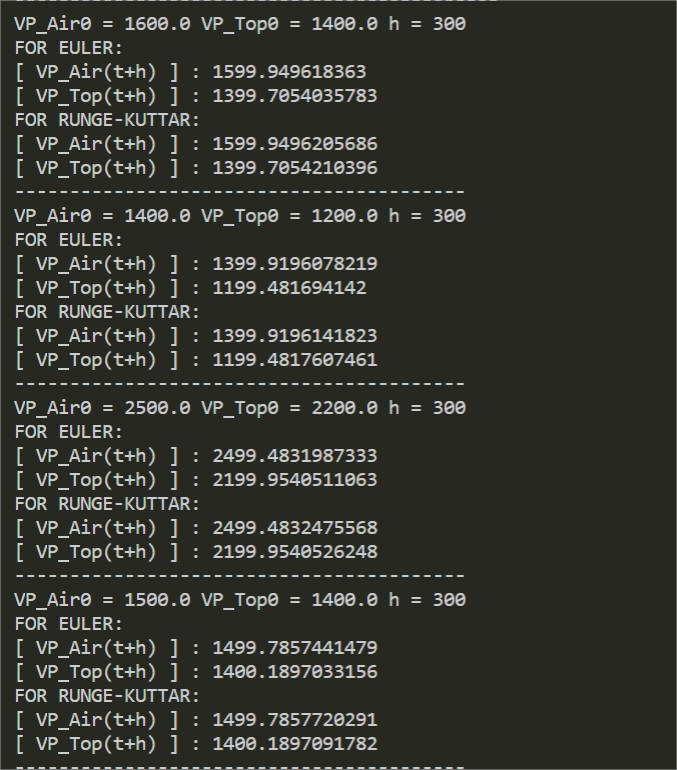 -------------------------------------------
VP_Air0 = 1600.0 VP_Top0 = 1400.0 h = 300
FOR EULER:
[ VP_Air(t+h) ] : 1599.949618363
[ VP_Top(t+h) ] : 1399.7054035783
FOR RUNGE-KUTTAR:
[ VP_Air(t+h) ] : 1599.9496205686
[ VP_Top(t+h) ] : 1399.7054210396
-----------------------------------------
VP_Air0 = 1400.0 VP_Top0 = 1200.0 h = 300
FOR EULER:
[ VP_Air(t+h) ] : 1399.9196078219
[ VP_Top(t+h) ] : 1199.481694142
FOR RUNGE-KUTTAR:
[ VP_Air(t+h) ] : 1399.9196141823
[ VP_Top(t+h) ] : 1199.4817607461
-----------------------------------------
VP_Air0 = 2500.0 VP_Top0 = 2200.0 h = 300
FOR EULER:
[ VP_Air(t+h) ] : 2499.4831987333
[ VP_Top(t+h) ] : 2199.9540511063
FOR RUNGE-KUTTAR:
[ VP_Air(t+h) ] : 2499.4832475568
[ VP_Top(t+h) ] : 2199.9540526248
-----------------------------------------
VP_Air0 = 1500.0 VP_Top0 = 1400.0 h = 300
FOR EULER:
[ VP_Air(t+h) ] : 1499.7857441479
[ VP_Top(t+h) ] : 1400.1897033156
FOR RUNGE-KUTTAR:
[ VP_Air(t+h) ] : 1499.7857720291
[ VP_Top(t+h) ] : 1400.1897091782
-----------------------------------------